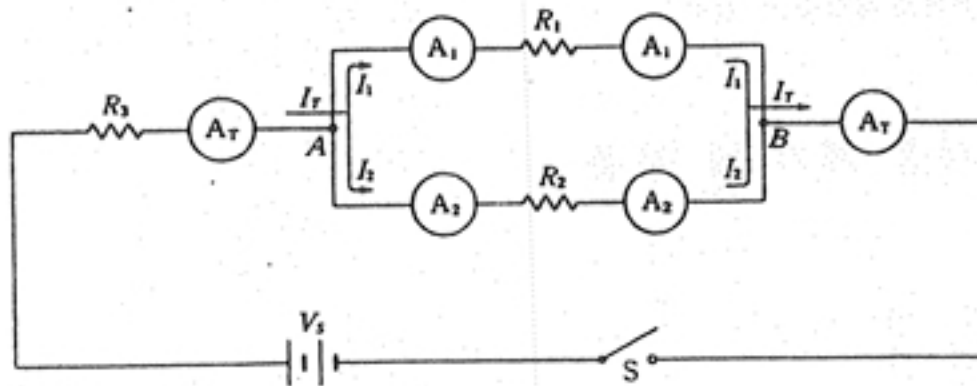 R₁
A₁ A₁
I₁ I₁
R₃ I_T I_T
A_T A B A_T
I₂ R₂ I₂
A₂ A₂
V_S
S